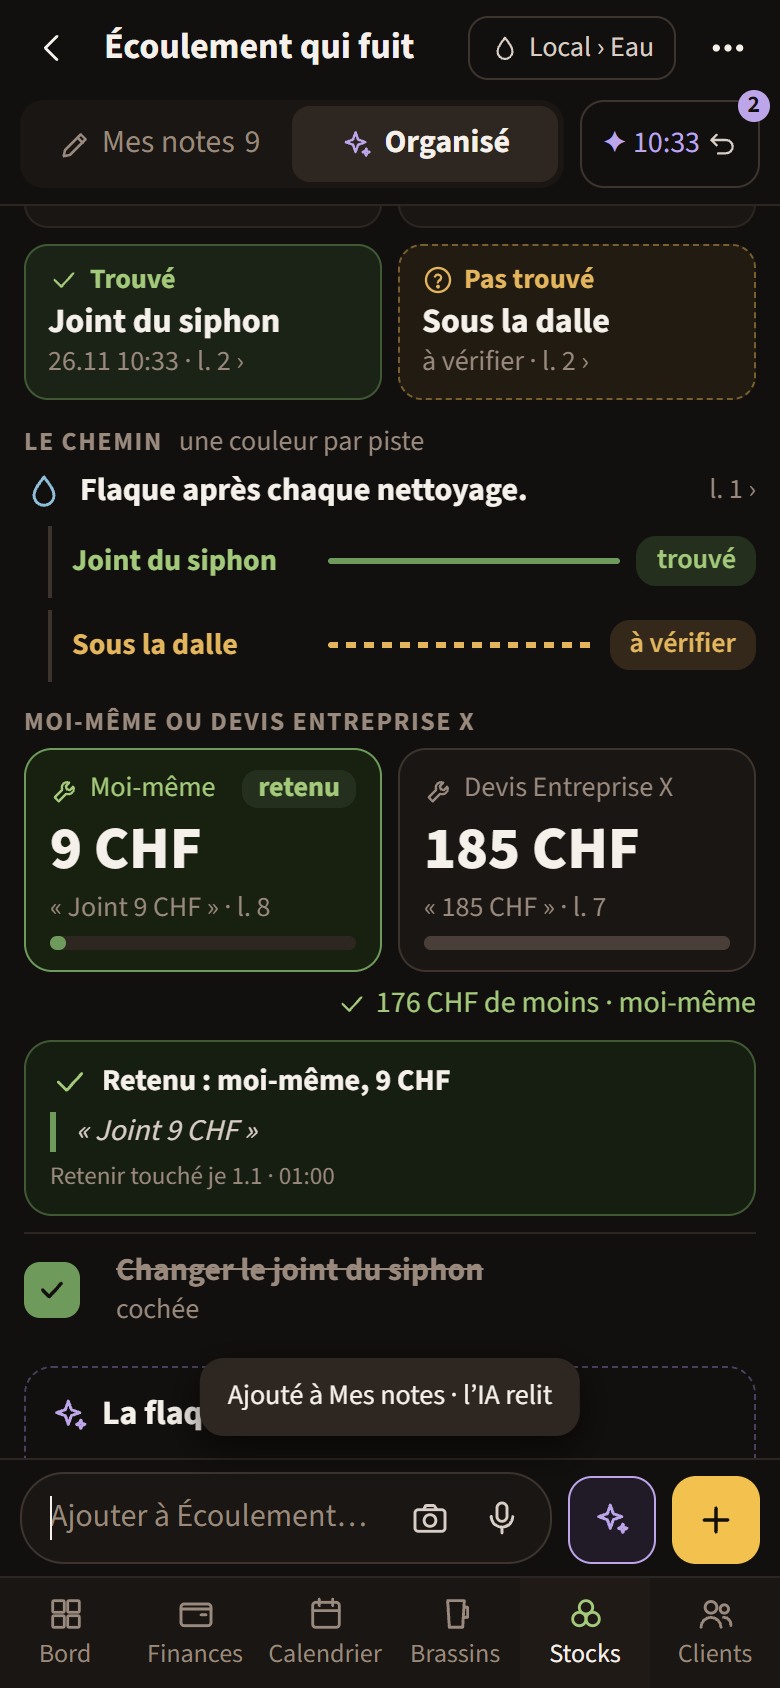 Écoulement qui fuit
Local › Eau
Mes notes 9
Organisé
10:33
2
Trouvé
Joint du siphon
26.11 10:33 · l. 2 ›
Pas trouvé
Sous la dalle
à vérifier · l. 2 ›
LE CHEMIN une couleur par piste
Flaque après chaque nettoyage. l. 1 ›
Joint du siphon trouvé
Sous la dalle à vérifier
MOI-MÊME OU DEVIS ENTREPRISE X
Moi-même retenu
9 CHF
« Joint 9 CHF » · l. 8
Devis Entreprise X
185 CHF
« 185 CHF » · l. 7
176 CHF de moins · moi-même
Retenu : moi-même, 9 CHF
« Joint 9 CHF »
Retenir touché je 1.1 · 01:00
Changer le joint du siphon
cochée
La flaq
Ajouté à Mes notes · l’IA relit
Ajouter à Écoulement…
Bord
Finances
Calendrier
Brassins
Stocks
Clients